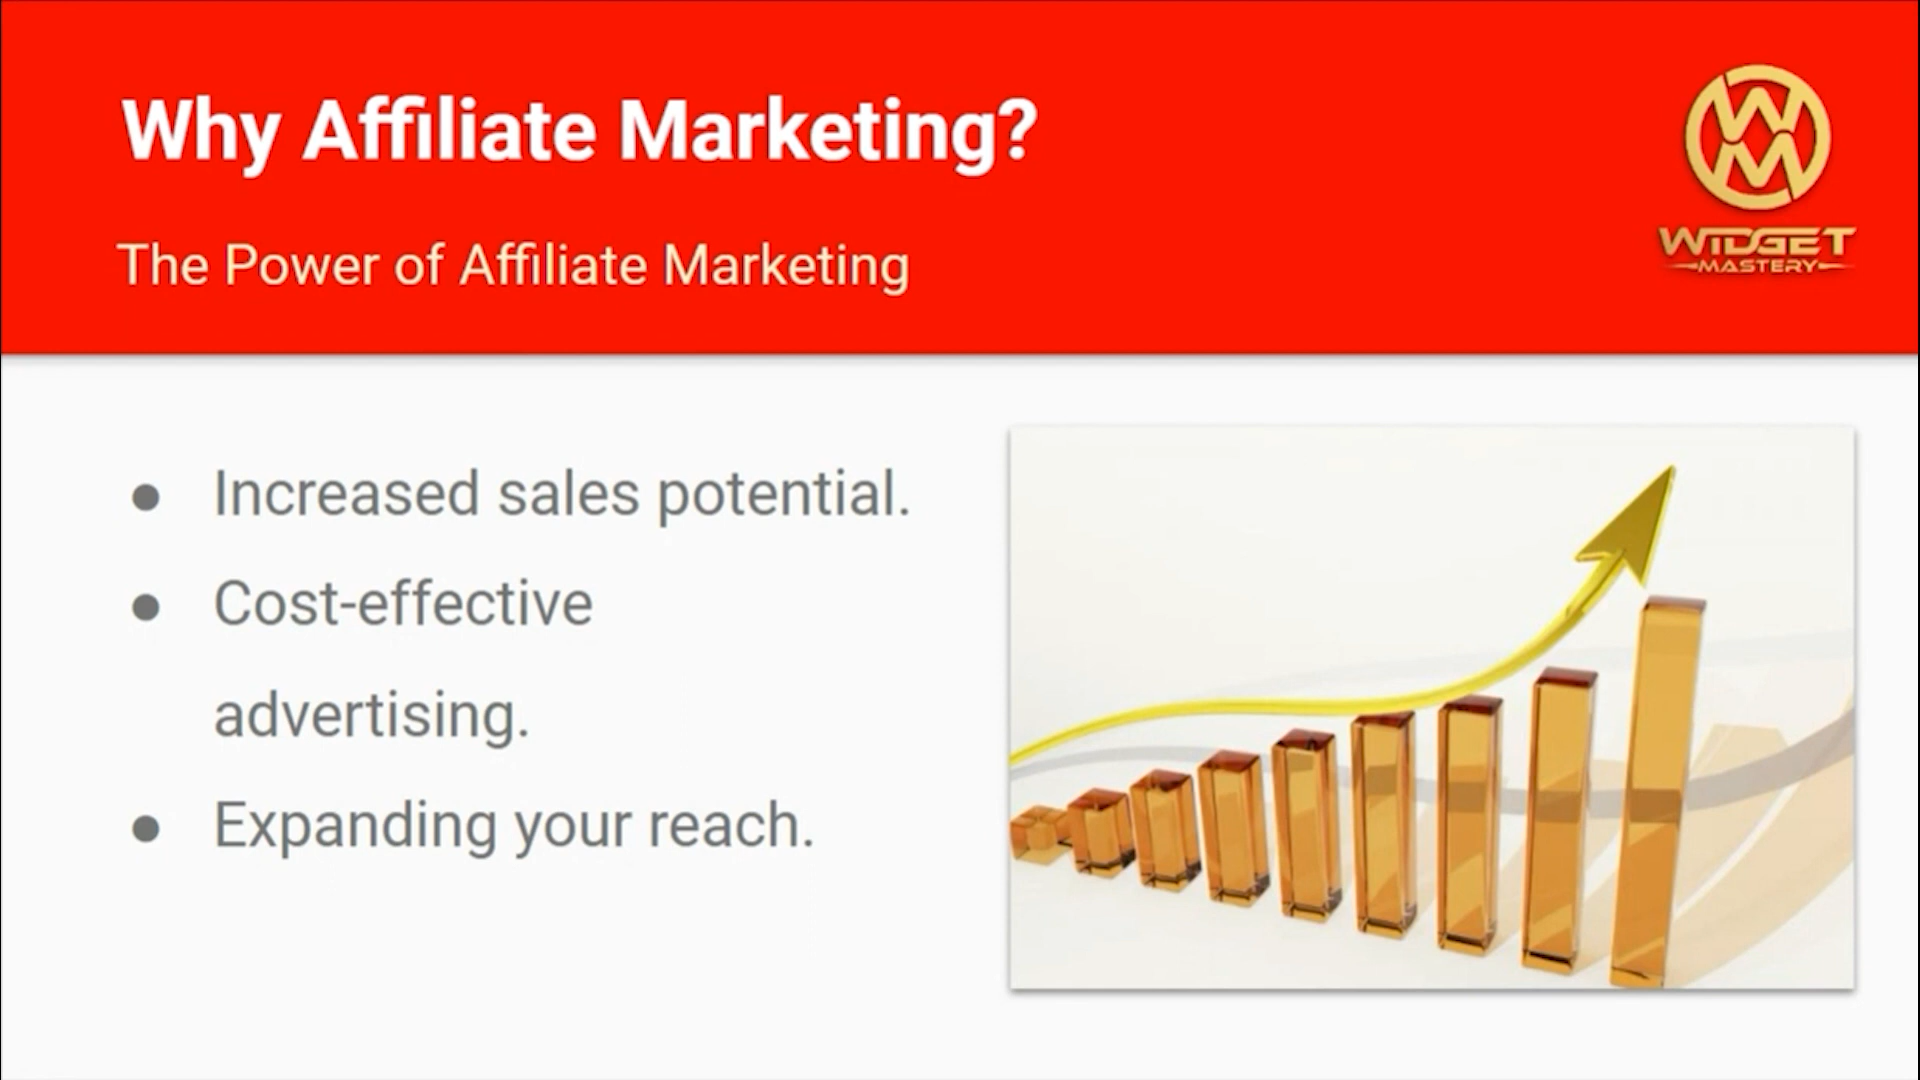 Why Affiliate Marketing?
The Power of Affiliate Marketing
WIDGET
MASTERY
● Increased sales potential.
● Cost-effective
advertising.
● Expanding your reach.